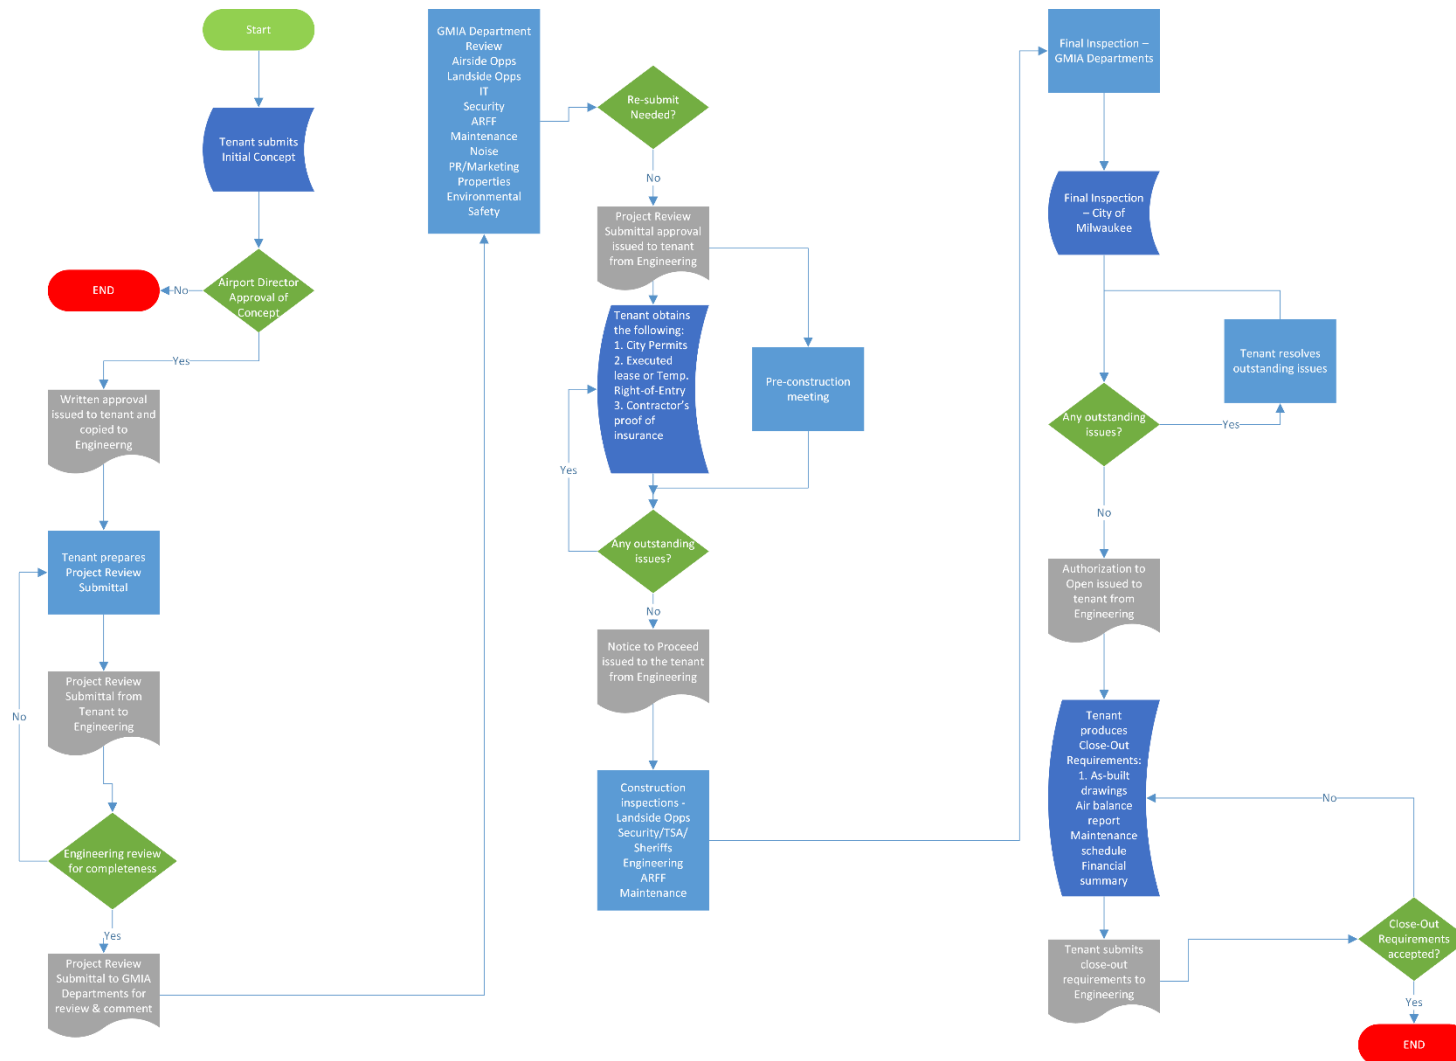 Start
Tenant submits
Initial Concept
Airport Director
Approval of
Concept
No
END
Yes
Written approval
issued to tenant and
copied to
Engineerng
Tenant prepares
Project Review
Submittal
Project Review
Submittal from
Tenant to
Engineering
No
Engineering review
for completeness
Yes
Project Review
Submittal to GMIA
Departments for
review & comment
GMIA Department
Review
Airside Opps
Landside Opps
IT
Security
ARFF
Maintenance
Noise
PR/Marketing
Properties
Environmental
Safety
Re-submit
Needed?
No
Project Review
Submittal approval
issued to tenant
from Engineering
Tenant obtains
the following:
1. City Permits
2. Executed
lease or Temp.
Right-of-Entry
3. Contractor's
proof of
insurance
Pre-construction
meeting
Yes
Any outstanding
issues?
No
Notice to Proceed
issued to the tenant
from Engineering
Construction
inspections -
Landside Opps
Security/TSA/
Sheriffs
Engineering
ARFF
Maintenance
Final Inspection –
GMIA Departments
Final Inspection
– City of
Milwaukee
Tenant resolves
outstanding issues
Any outstanding
issues?
Yes
No
Authorization to
Open issued to
tenant from
Engineering
Tenant
produces
Close-Out
Requirements:
1. As-built
drawings
Air balance
report
Maintenance
schedule
Financial
summary
No
Tenant submits
close-out
requirements to
Engineering
Close-Out
Requirements
accepted?
Yes
END